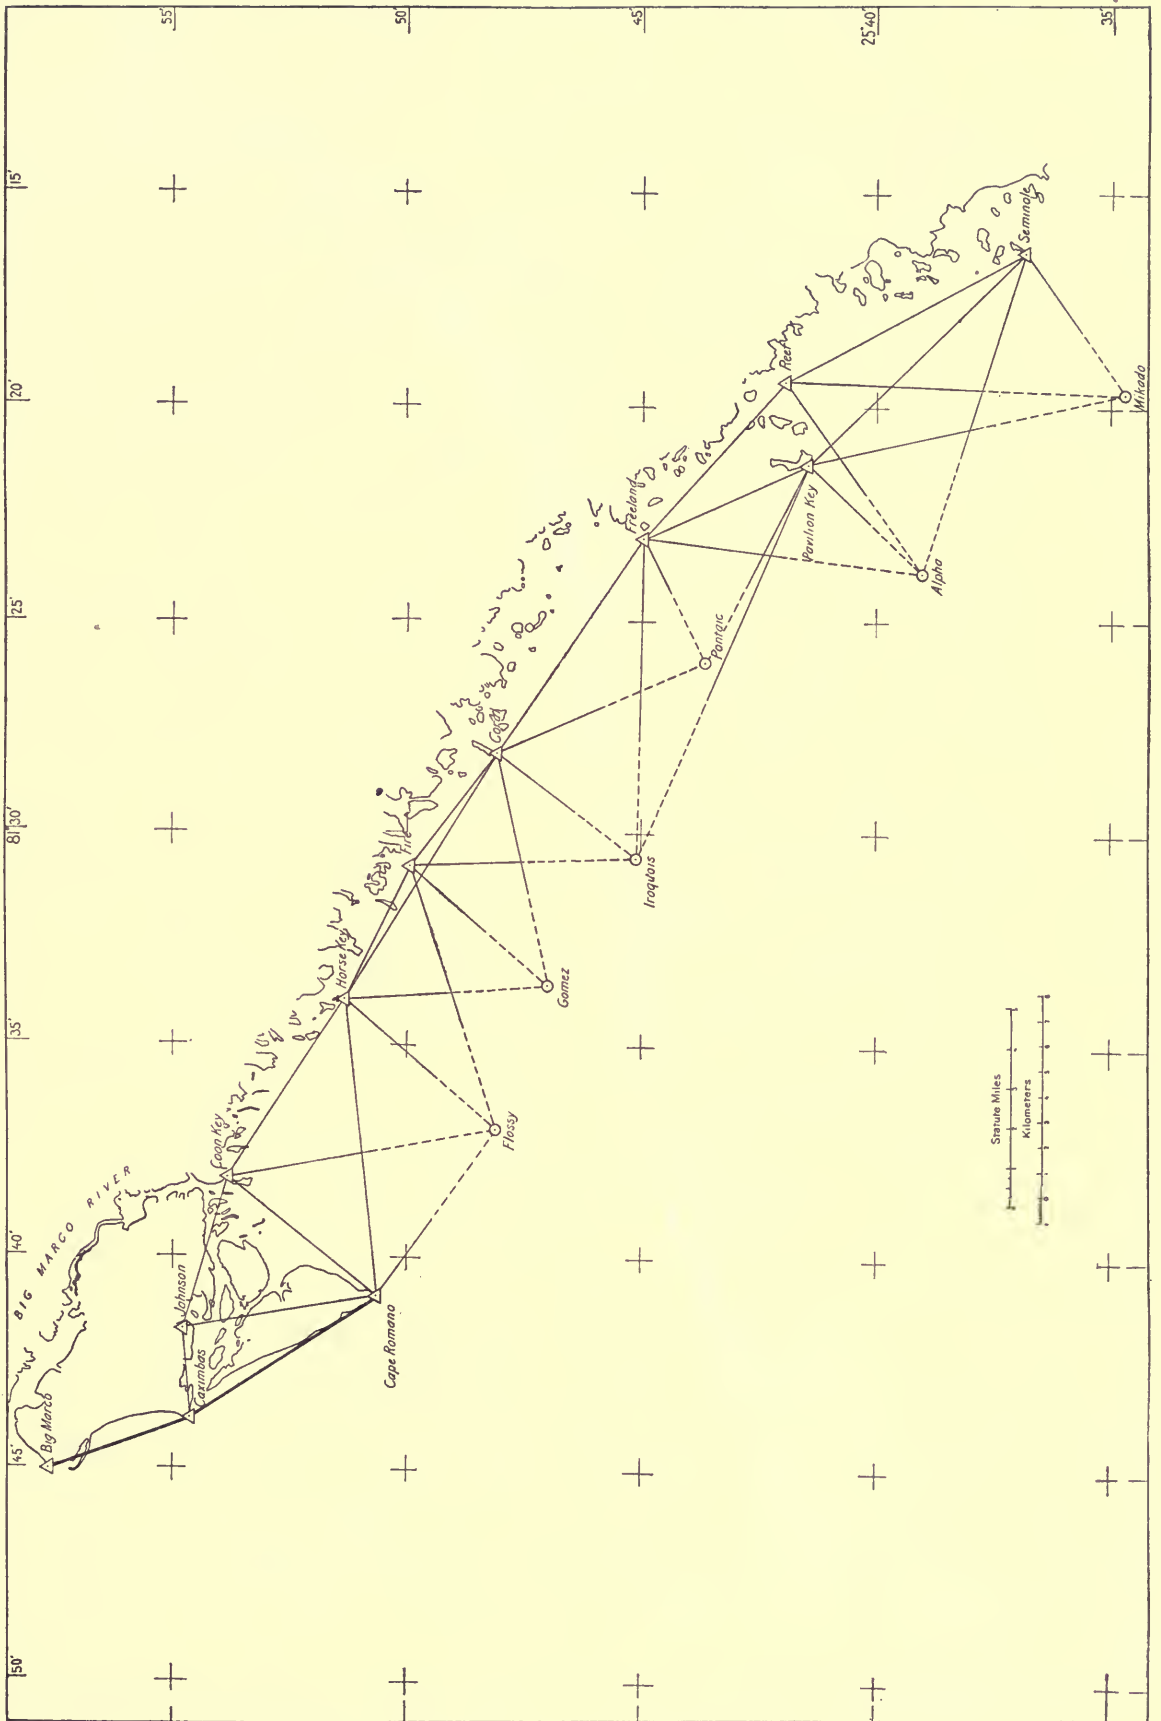 55'
50'
45'
25°40'
35'
15'
20'
25'
81°30'
35'
40'
45'
50'
BIG MARCO RIVER
Big Marco
Caximbas
Johnson
Coon Key
Cape Romano
Horse Key
Flossy
Fire
Gomez
Iroquois
Freeland
Pontaic
Pavilion Key
Reef
Alpha
Seminole
Mikado
Statute Miles
Kilometers